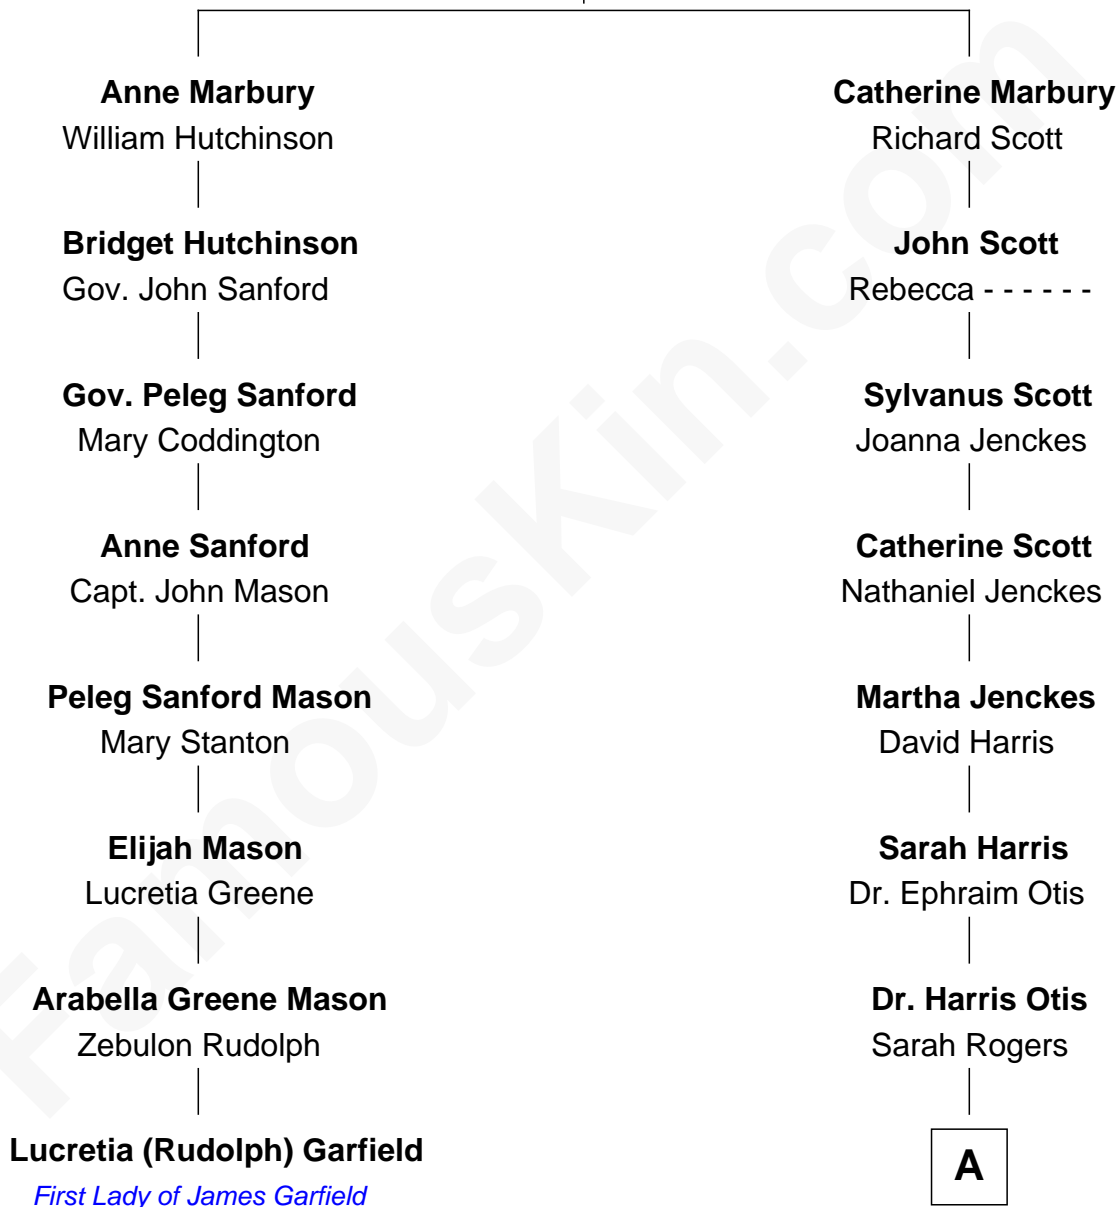 Anne Marbury
William Hutchinson
Bridget Hutchinson
Gov. John Sanford
Gov. Peleg Sanford
Mary Coddington
Anne Sanford
Capt. John Mason
Peleg Sanford Mason
Mary Stanton
Elijah Mason
Lucretia Greene
Arabella Greene Mason
Zebulon Rudolph
Lucretia (Rudolph) Garfield
First Lady of James Garfield
Catherine Marbury
Richard Scott
John Scott
Rebecca - - - - - -
Sylvanus Scott
Joanna Jenckes
Catherine Scott
Nathaniel Jenckes
Martha Jenckes
David Harris
Sarah Harris
Dr. Ephraim Otis
Dr. Harris Otis
Sarah Rogers
A
FamousKin.com